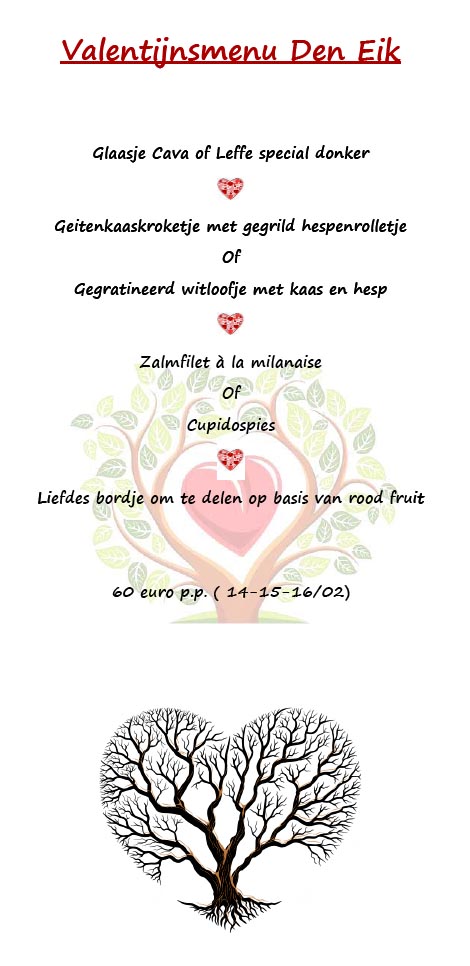 Valentijnsmenu Den Eik
Glaasje Cava of Leffe special donker
Geitenkaaskroketje met gegrild hespenrolletje
Of
Gegratineerd witloofje met kaas en hesp
Zalmfilet à la milanaise
Of
Cupidospies
Liefdes bordje om te delen op basis van rood fruit
60 euro p.p. ( 14-15-16/02)